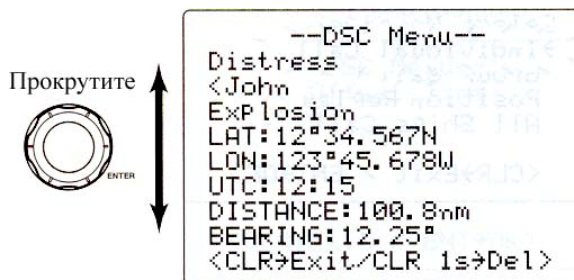 Прокрутите
ENTER
--DSC Menu--
Distress
<John
Explosion
LAT:12°34.567N
LON:123°45.678W
UTC:12:15
DISTANCE:100.8nm
BEARING:12.25°
<CLR→Exit/CLR 1s→Del>